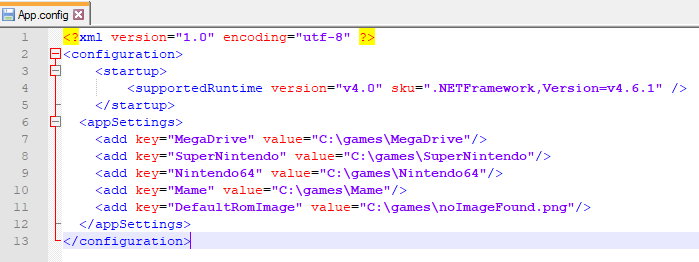 App.config
1 <?xml version="1.0" encoding="utf-8" ?>
2 <configuration>
3 <startup>
4 <supportedRuntime version="v4.0" sku=".NETFramework,Version=v4.6.1" />
5 </startup>
6 <appSettings>
7 <add key="MegaDrive" value="C:\games\MegaDrive"/>
8 <add key="SuperNintendo" value="C:\games\SuperNintendo"/>
9 <add key="Nintendo64" value="C:\games\Nintendo64"/>
10 <add key="Mame" value="C:\games\Mame"/>
11 <add key="DefaultRomImage" value="C:\games\noImageFound.png"/>
12 </appSettings>
13 </configuration>